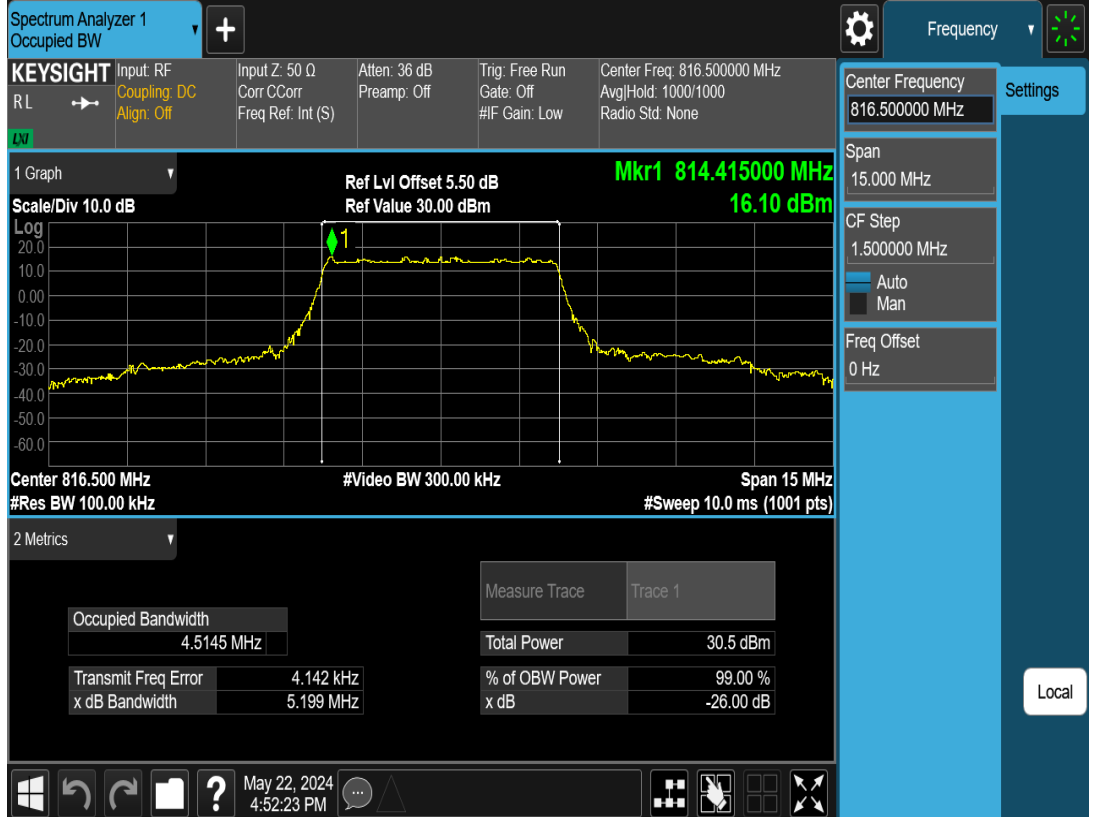 Spectrum Analyzer 1
Occupied BW
+
Frequency
KEYSIGHT
R L
LXI
Input: RF
Coupling: DC
Align: Off
Input Z: 50 Ω
Corr CCorr
Freq Ref: Int (S)
Atten: 36 dB
Preamp: Off
Trig: Free Run
Gate: Off
#IF Gain: Low
Center Freq: 816.500000 MHz
Avg|Hold: 1000/1000
Radio Std: None
Center Frequency
816.500000 MHz
Settings
Span
15.000 MHz
CF Step
1.500000 MHz
Auto
Man
Freq Offset
0 Hz
Local
1 Graph
Scale/Div 10.0 dB
Ref Lvl Offset 5.50 dB
Ref Value 30.00 dBm
Mkr1 814.415000 MHz
16.10 dBm
Log
1
20.0
10.0
0.00
-10.0
-20.0
-30.0
-40.0
-50.0
-60.0
Center 816.500 MHz
#Video BW 300.00 kHz
Span 15 MHz
#Res BW 100.00 kHz
#Sweep 10.0 ms (1001 pts)
2 Metrics
Measure Trace
Trace 1
Occupied Bandwidth
4.5145 MHz
Total Power
30.5 dBm
Transmit Freq Error
4.142 kHz
% of OBW Power
99.00 %
x dB Bandwidth
5.199 MHz
x dB
-26.00 dB
?
May 22, 2024
4:52:23 PM